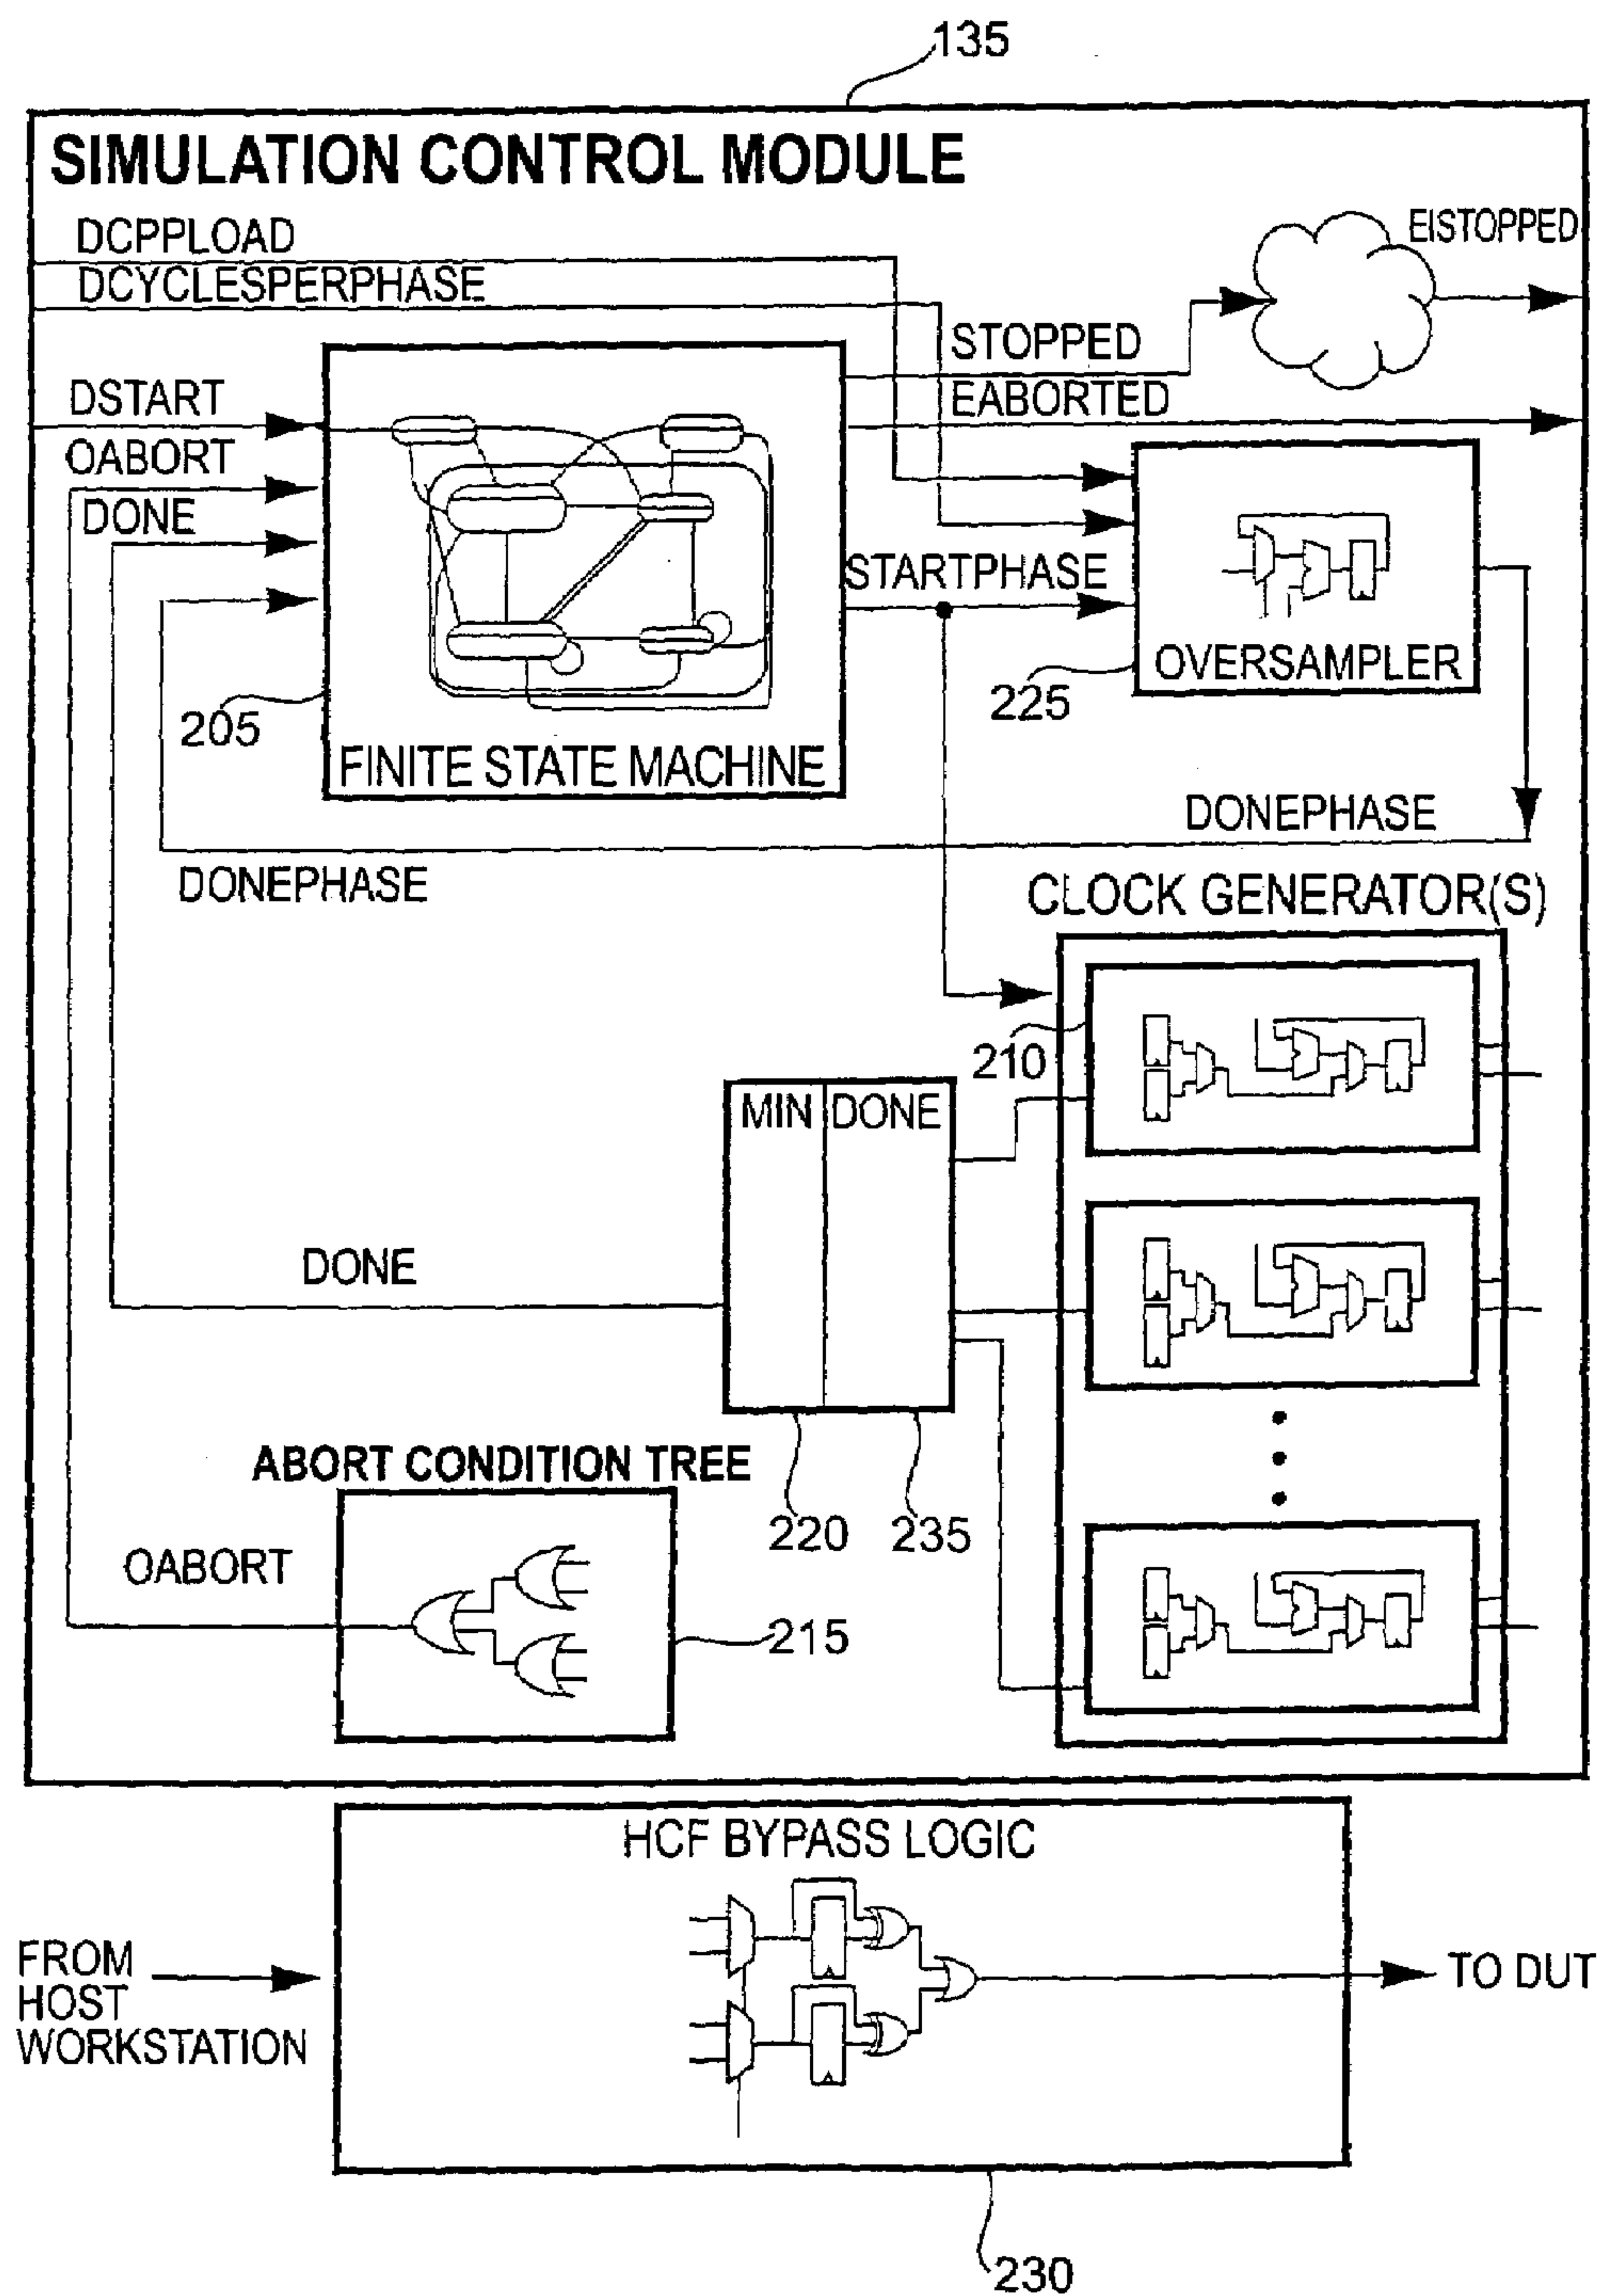 135
SIMULATION CONTROL MODULE
DCPPLOAD
EISTOPPED
DCYCLESPERPHASE
STOPPED
DSTART
EABORTED
OABORT
DONE
STARTPHASE
OVERSAMPLER
225
205
FINITE STATE MACHINE
DONEPHASE
DONEPHASE
CLOCK GENERATOR(S)
210
MIN DONE
DONE
ABORT CONDITION TREE
220 235
OABORT
215
HCF BYPASS LOGIC
FROM
HOST
WORKSTATION
TO DUT
230